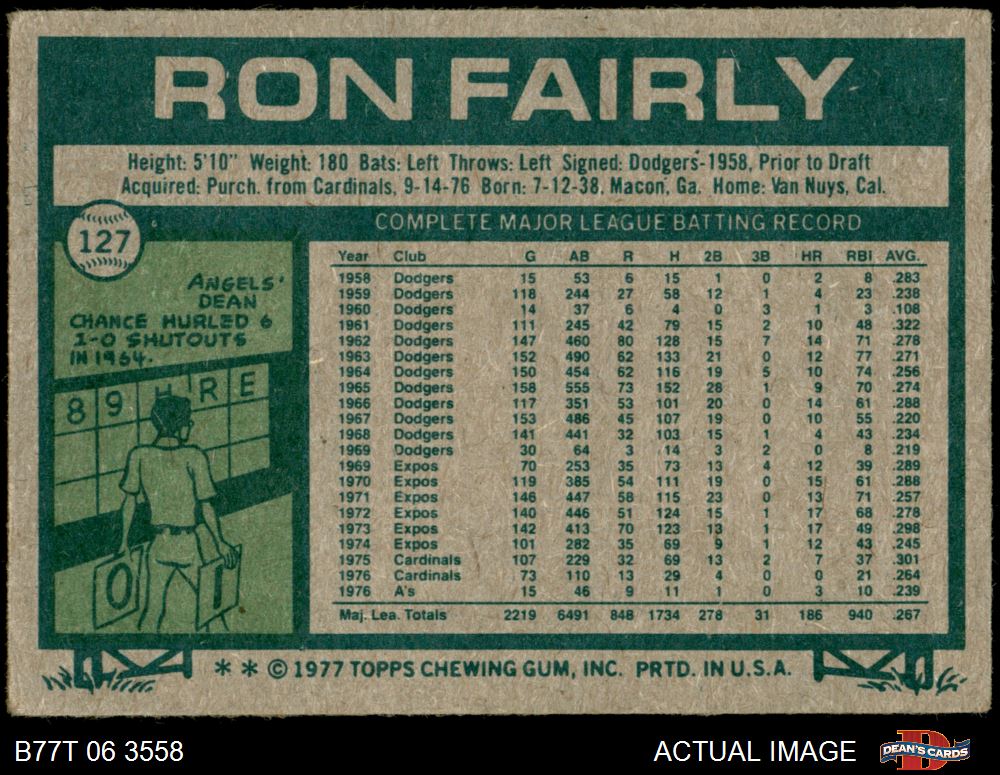 RON FAIRLY
Height: 5'10" Weight: 180 Bats: Left Throws: Left Signed: Dodgers-1958, Prior to Draft
Acquired: Purch. from Cardinals, 9-14-76 Born: 7-12-38, Macon, Ga. Home: Van Nuys, Cal.
127
ANGELS'
DEAN
CHANCE HURLED 6
1-0 SHUTOUTS
IN 1964.
8 9 H R E
0 1
COMPLETE MAJOR LEAGUE BATTING RECORD
Year Club G AB R H 2B 3B HR RBI AVG.
1958 Dodgers 15 53 6 15 1 0 2 8 .283
1959 Dodgers 118 244 27 58 12 1 4 23 .238
1960 Dodgers 14 37 6 4 0 3 1 3 .108
1961 Dodgers 111 245 42 79 15 2 10 48 .322
1962 Dodgers 147 460 80 128 15 7 14 71 .278
1963 Dodgers 152 490 62 133 21 0 12 77 .271
1964 Dodgers 150 454 62 116 19 5 10 74 .256
1965 Dodgers 158 555 73 152 28 1 9 70 .274
1966 Dodgers 117 351 53 101 20 0 14 61 .288
1967 Dodgers 153 486 45 107 19 0 10 55 .220
1968 Dodgers 141 441 32 103 15 1 4 43 .234
1969 Dodgers 30 64 3 14 3 2 0 8 .219
1969 Expos 70 253 35 73 13 4 12 39 .289
1970 Expos 119 385 54 111 19 0 15 61 .288
1971 Expos 146 447 58 115 23 0 13 71 .257
1972 Expos 140 446 51 124 15 1 17 68 .278
1973 Expos 142 413 70 123 13 1 17 49 .298
1974 Expos 101 282 35 69 9 1 12 43 .245
1975 Cardinals 107 229 32 69 13 2 7 37 .301
1976 Cardinals 73 110 13 29 4 0 0 21 .264
1976 A's 15 46 9 11 1 0 3 10 .239
Maj. Lea. Totals 2219 6491 848 1734 278 31 186 940 .267
** © 1977 TOPPS CHEWING GUM, INC. PRTD. IN U.S.A.
B77T 06 3558 ACTUAL IMAGE D DEAN'S CARDS